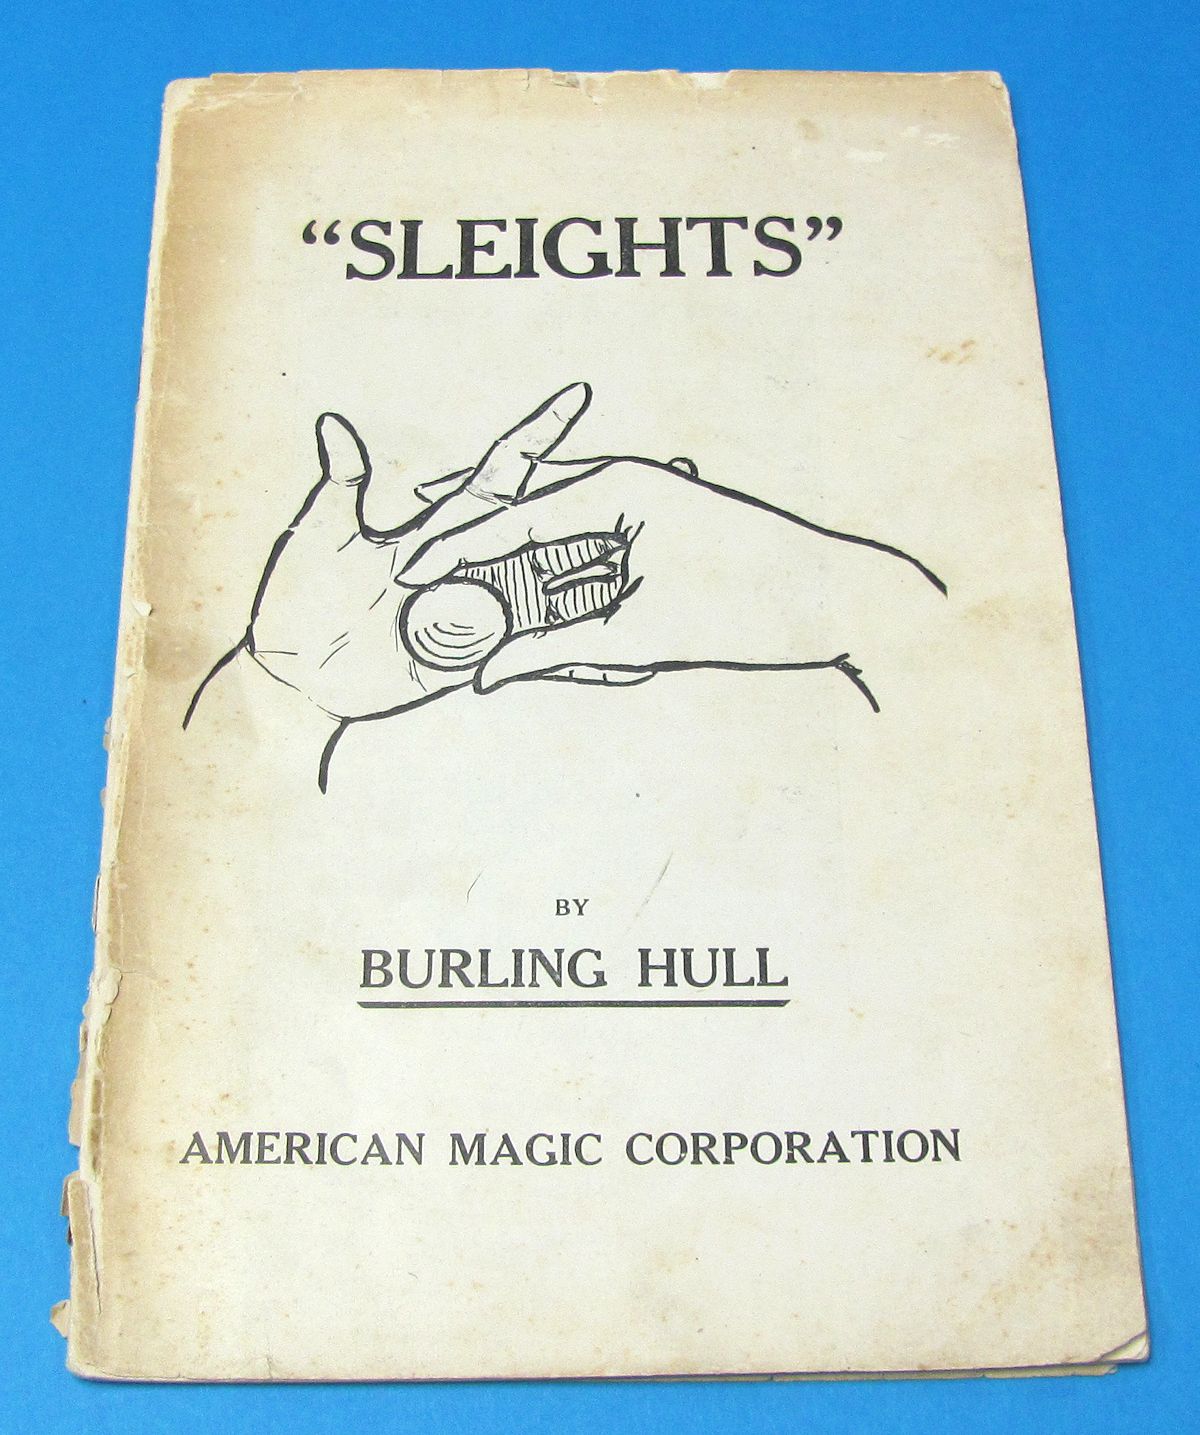 “SLEIGHTS”
BY
BURLING HULL
AMERICAN MAGIC CORPORATION